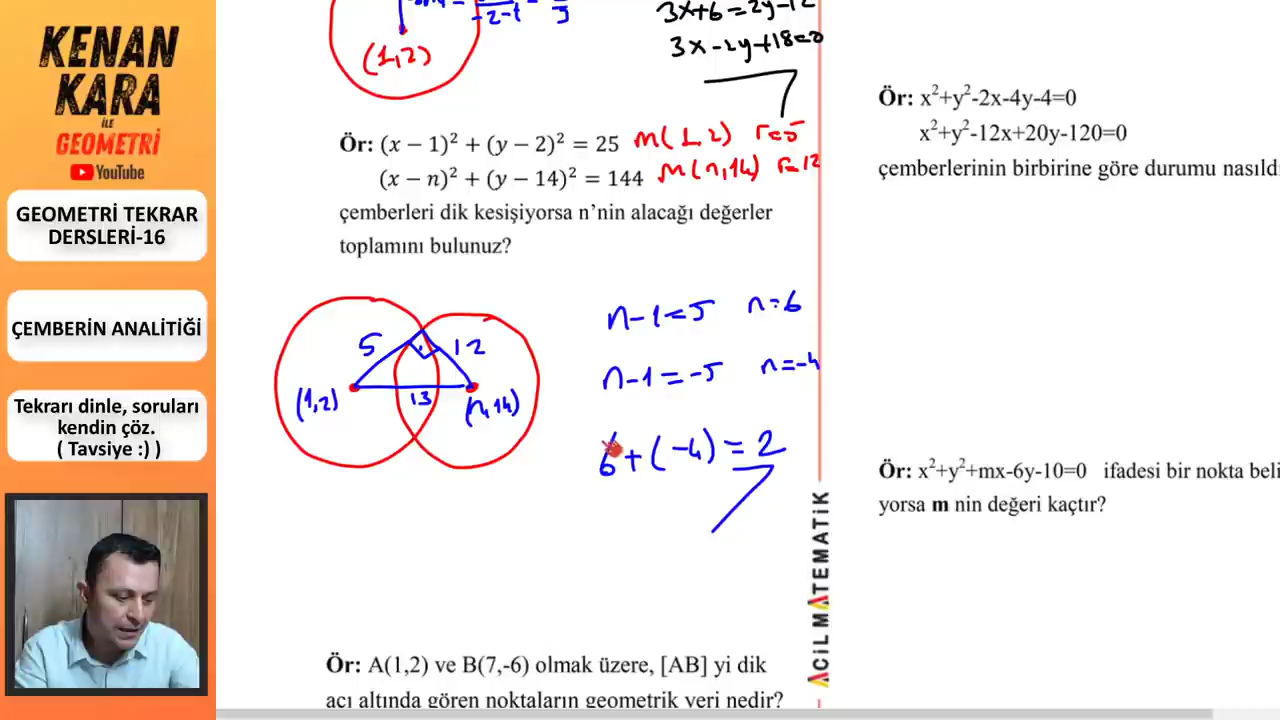 KENAN
KARA
İLE
GEOMETRİ
YouTube
GEOMETRİ TEKRAR
DERSLERİ-16
ÇEMBERİN ANALİTİĞİ
Tekrarı dinle, soruları
kendin çöz.
( Tavsiye :) )
(1,2)
-2-1
3x+6=2y-12
3x-2y+18=0
Ör: (x − 1)² + (y − 2)² = 25 M(1,2) r=5
(x − n)² + (y − 14)² = 144 M(n,14) r=12
çemberleri dik kesişiyorsa n’nin alacağı değerler
toplamını bulunuz?
5 12
(1,2) 13 (n,14)
n-1=5 n=6
n-1=-5 n=-4
6+(-4)=2
Ör: A(1,2) ve B(7,-6) olmak üzere, [AB] yi dik
açı altında gören noktaların geometrik yeri nedir?
ACİLMATEMATİK
Ör: x²+y²-2x-4y-4=0
x²+y²-12x+20y-120=0
çemberlerinin birbirine göre durumu nasıldı
Ör: x²+y²+mx-6y-10=0 ifadesi bir nokta beli
yorsa m nin değeri kaçtır?